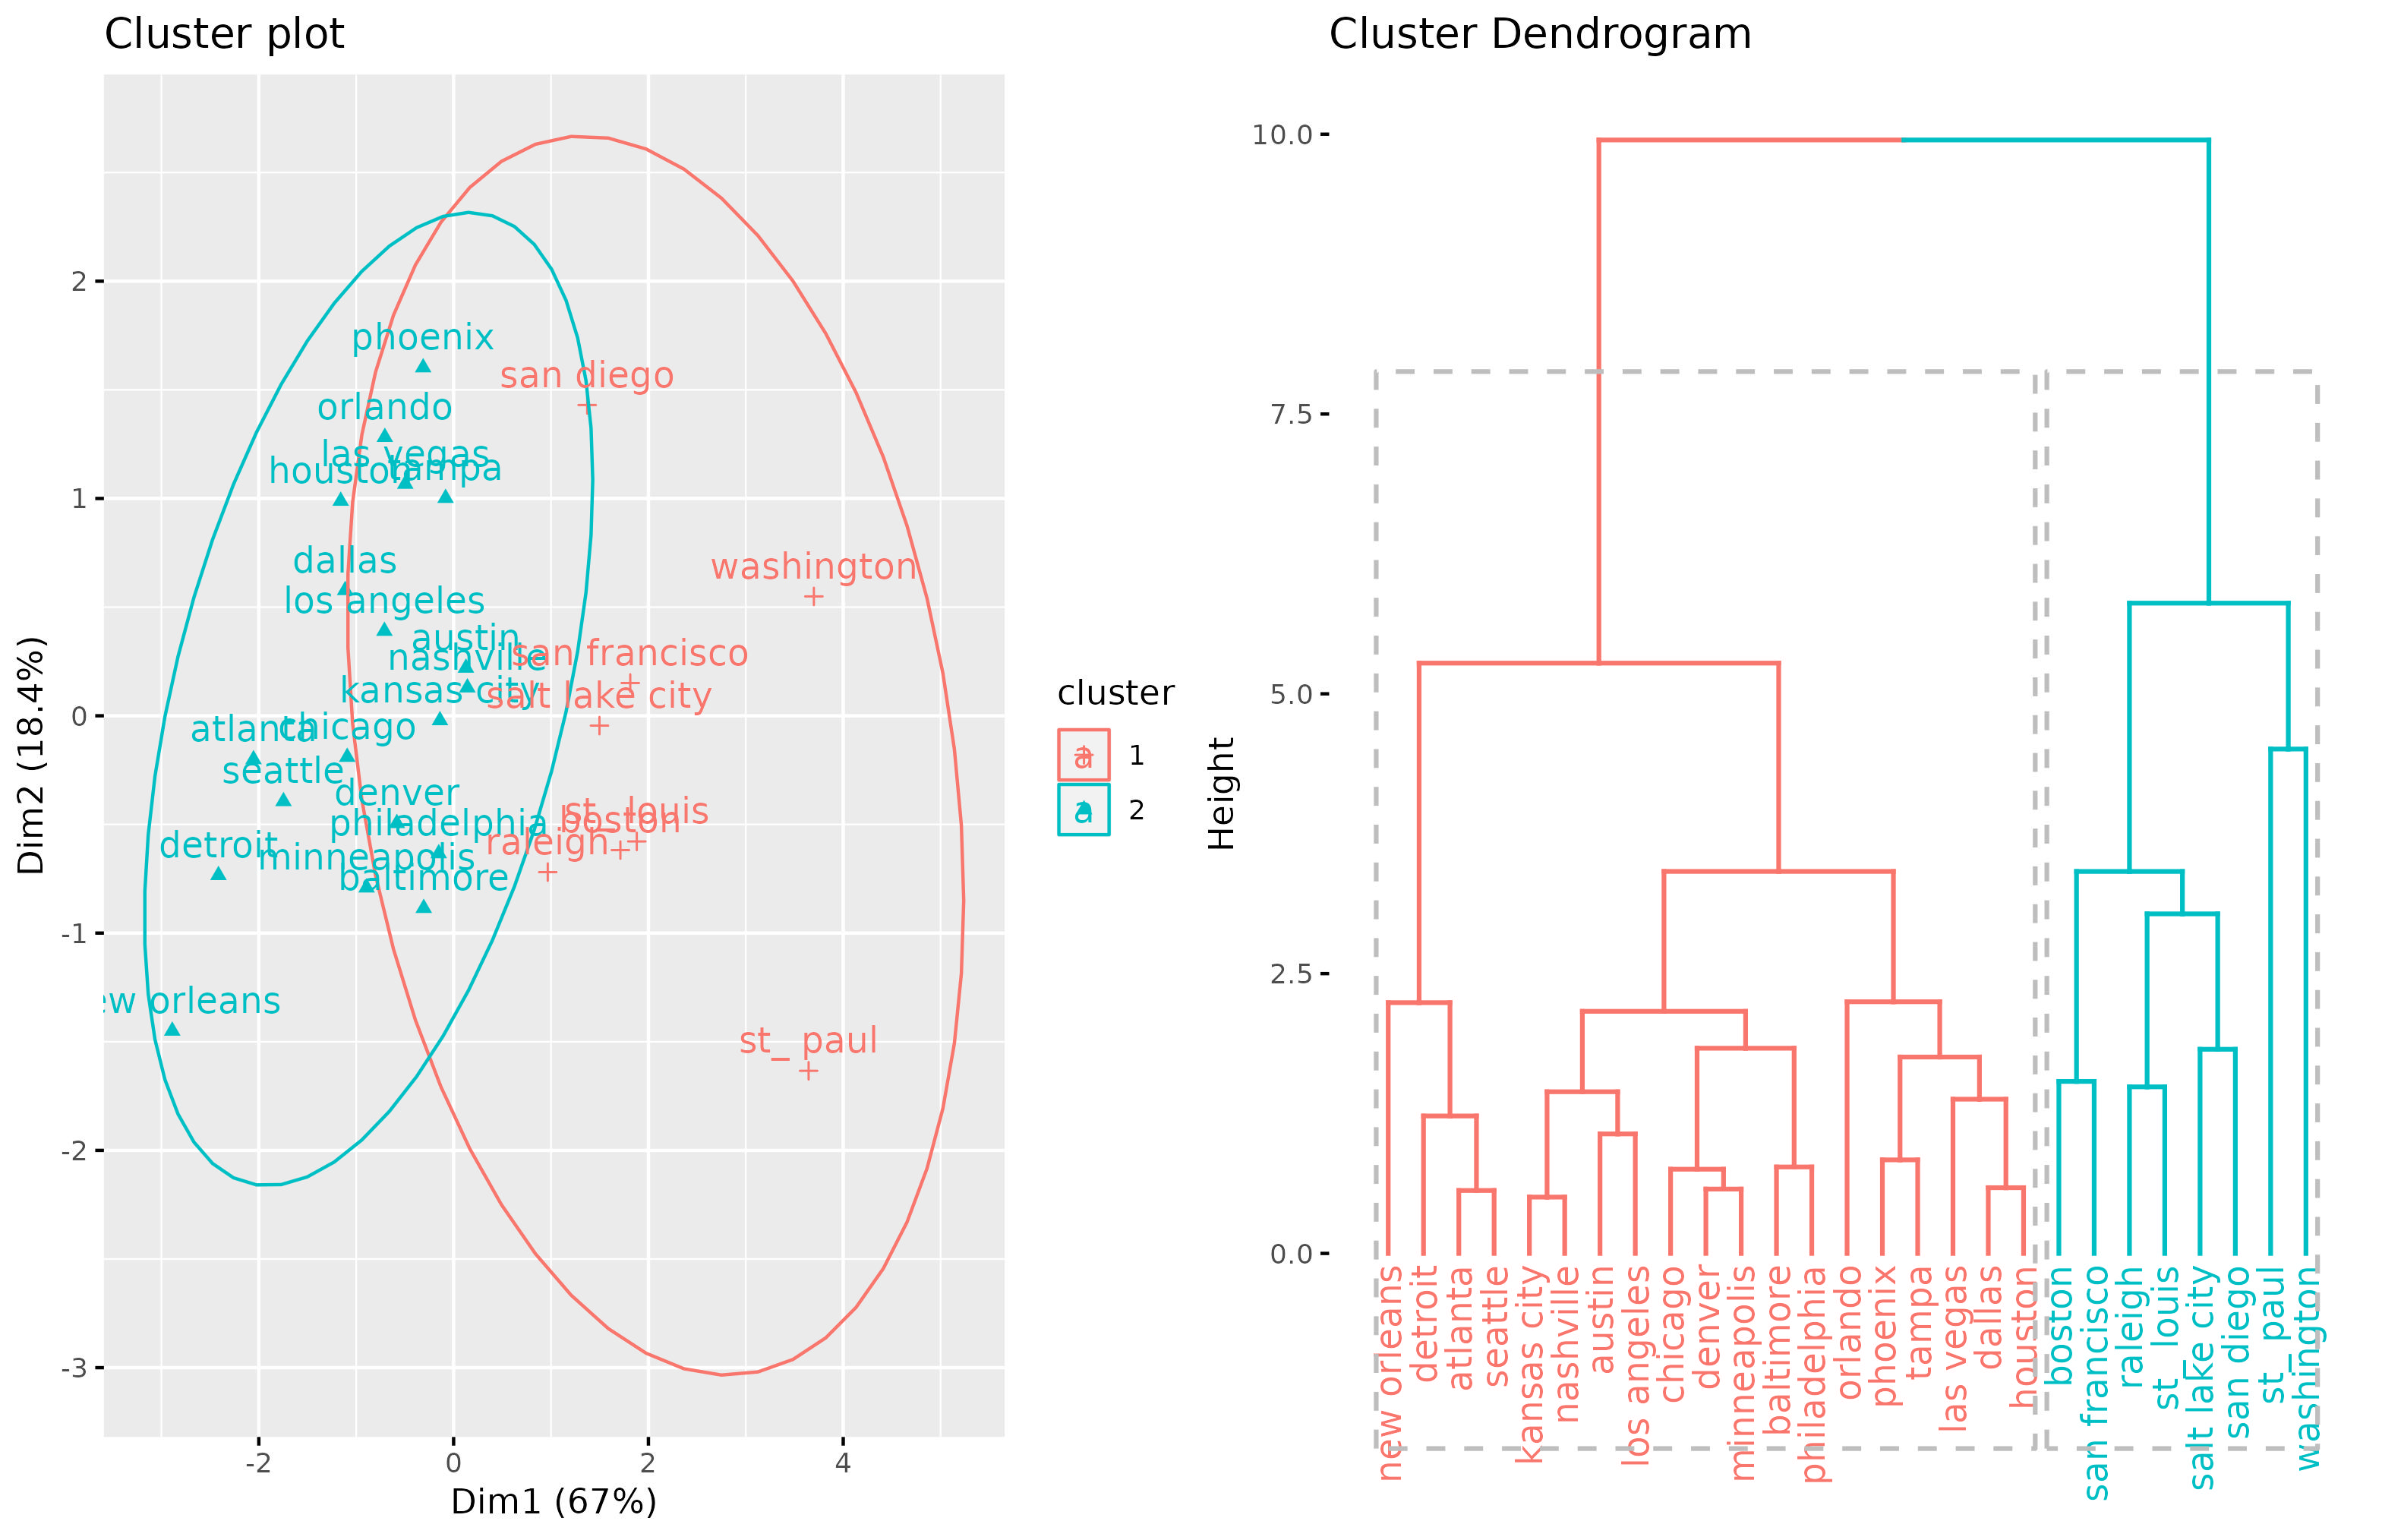 Cluster plot
2
1
0
-1
-2
-3
Dim2 (18.4%)
phoenix
san diego
orlando
las vegas
houston
tampa
dallas
washington
los angeles
austin
nashville
san francisco
kansas city
salt lake city
atlanta
chicago
seattle
denver
philadelphia
st_ louis
boston
raleigh
detroit
minneapolis
baltimore
ew orleans
st_ paul
-2
0
2
4
Dim1 (67%)
cluster
a 1
a 2
Cluster Dendrogram
10.0
7.5
5.0
2.5
0.0
Height
new orleans
detroit
atlanta
seattle
kansas city
nashville
austin
los angeles
chicago
denver
minneapolis
baltimore
philadelphia
orlando
phoenix
tampa
las vegas
dallas
houston
boston
san francisco
raleigh
st_ louis
salt lake city
san diego
st_ paul
washington